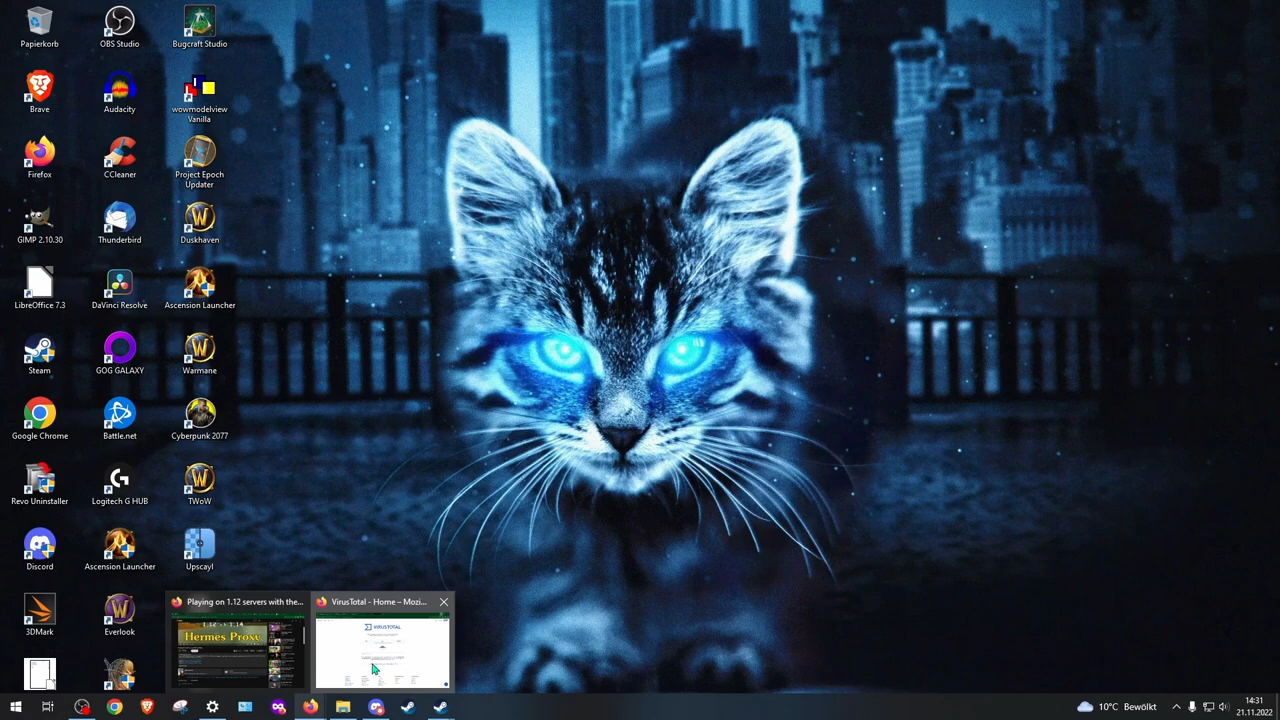 Papierkorb
OBS Studio
Bugcraft Studio
Brave
Audacity
wowmodelview
Vanilla
Firefox
CCleaner
Project Epoch
Updater
GIMP 2.10.30
Thunderbird
Duskhaven
LibreOffice 7.3
DaVinci Resolve
Ascension Launcher
Steam
GOG GALAXY
Warmane
Google Chrome
Battle.net
Cyberpunk 2077
Revo Uninstaller
Logitech G HUB
TWoW
Discord
Ascension Launcher
Upscayl
3DMark
Everlook
Playing on 1.12 servers with the...
VirusTotal - Home – Mozi...
Hermes Proxy
VIRUSTOTAL
10°C Bewölkt
14:31
21.11.2022